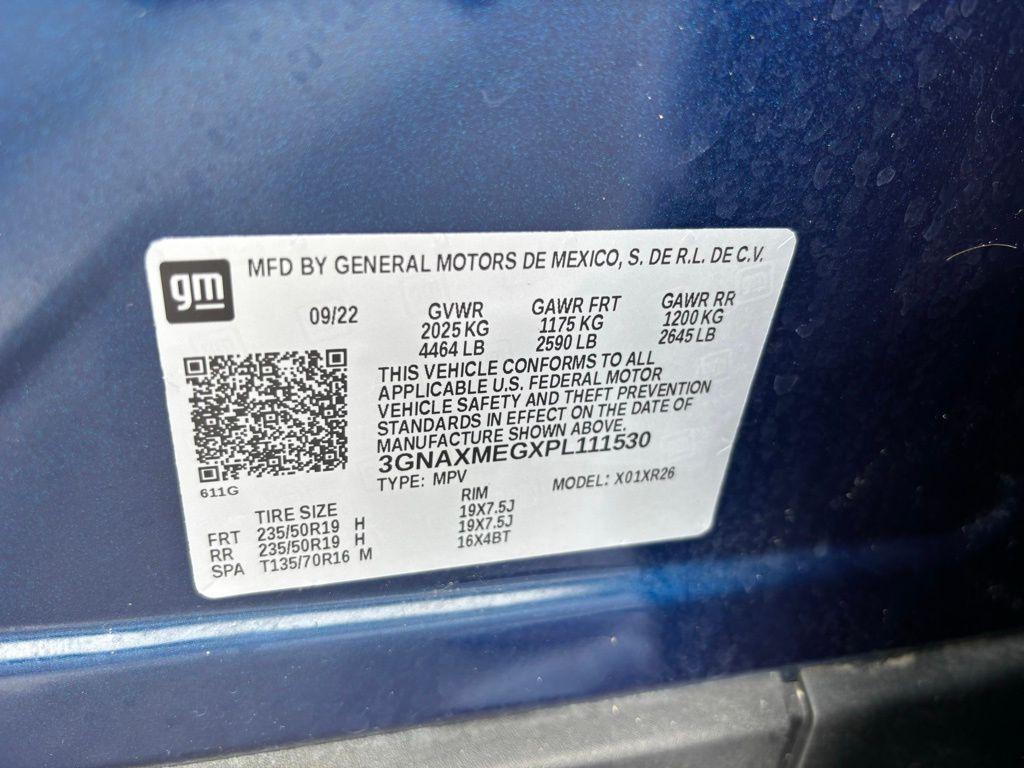 gm
MFD BY GENERAL MOTORS DE MEXICO, S. DE R.L. DE C.V.
09/22 GVWR GAWR FRT GAWR RR
2025 KG 1175 KG 1200 KG
4464 LB 2590 LB 2645 LB
THIS VEHICLE CONFORMS TO ALL
APPLICABLE U.S. FEDERAL MOTOR
VEHICLE SAFETY AND THEFT PREVENTION
STANDARDS IN EFFECT ON THE DATE OF
MANUFACTURE SHOWN ABOVE.
3GNAXMEGXPL111530
TYPE: MPV MODEL: X01XR26
611G
TIRE SIZE RIM
FRT 235/50R19 H 19X7.5J
RR 235/50R19 H 19X7.5J
SPA T135/70R16 M 16X4BT